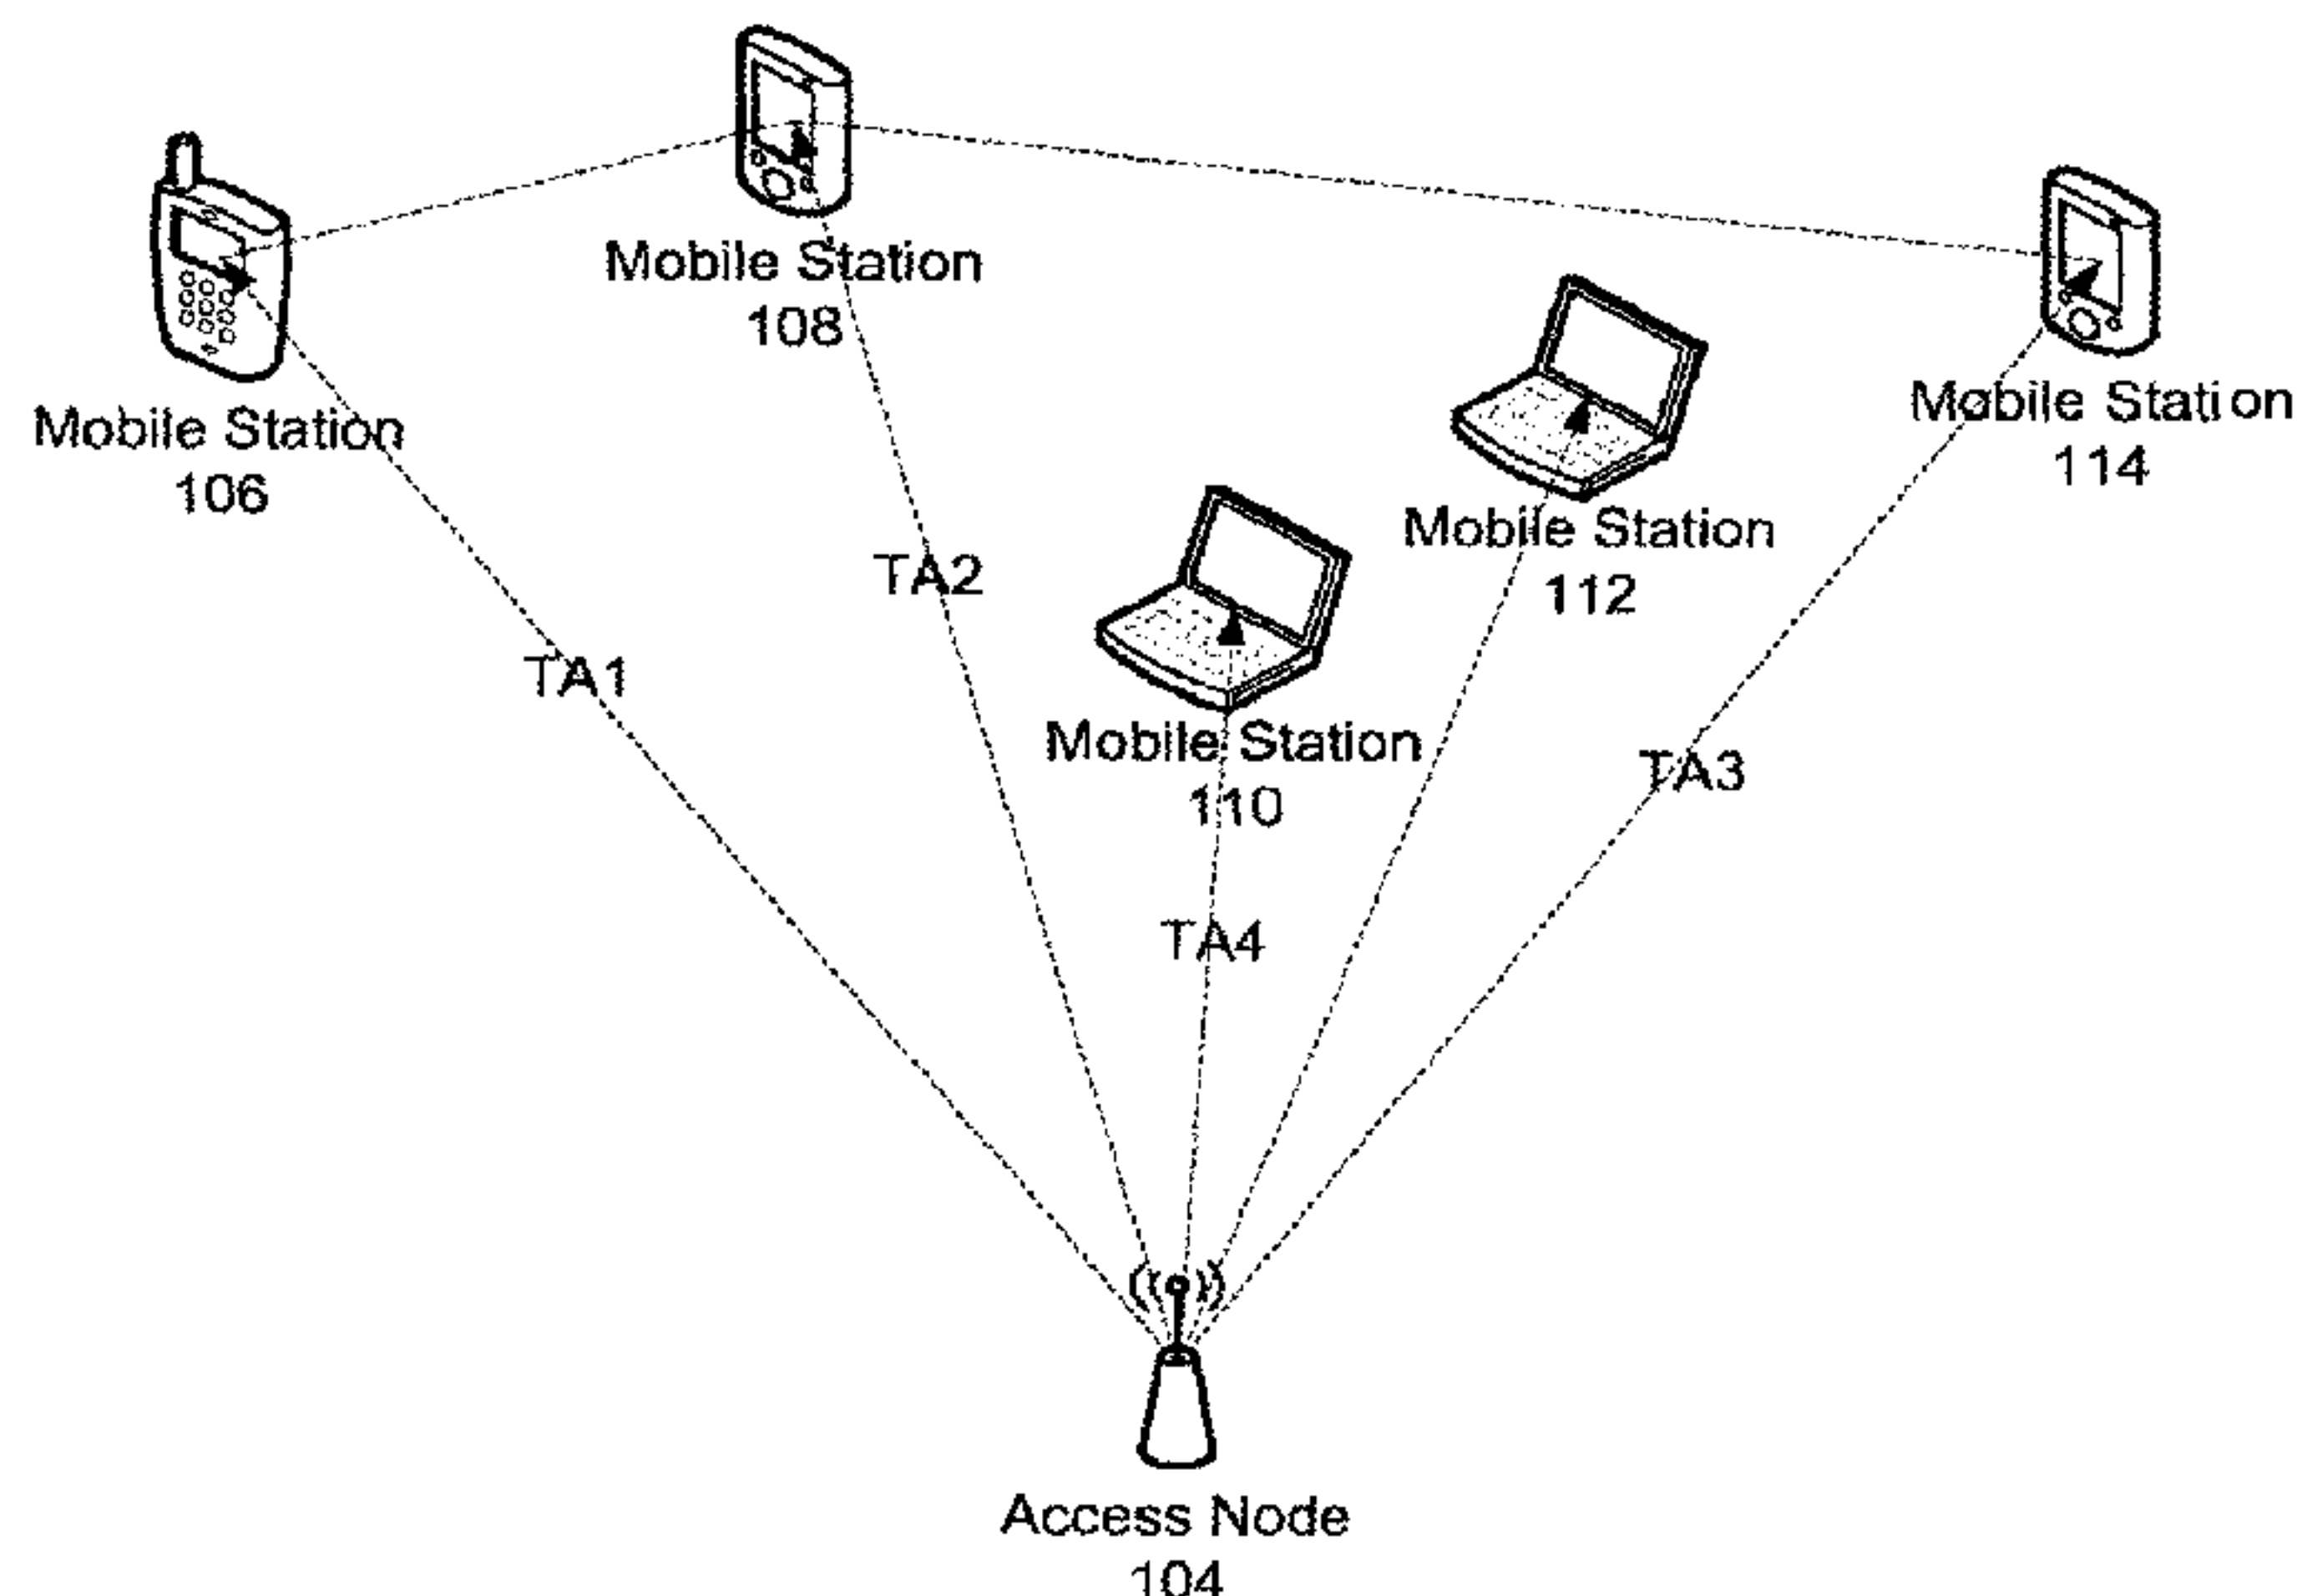 Mobile Station
108
Mobile Station
106
Mobile Station
114
Mobile Station
112
TA2
TA1
Mobile Station
110
TA3
TA4
Access Node
104